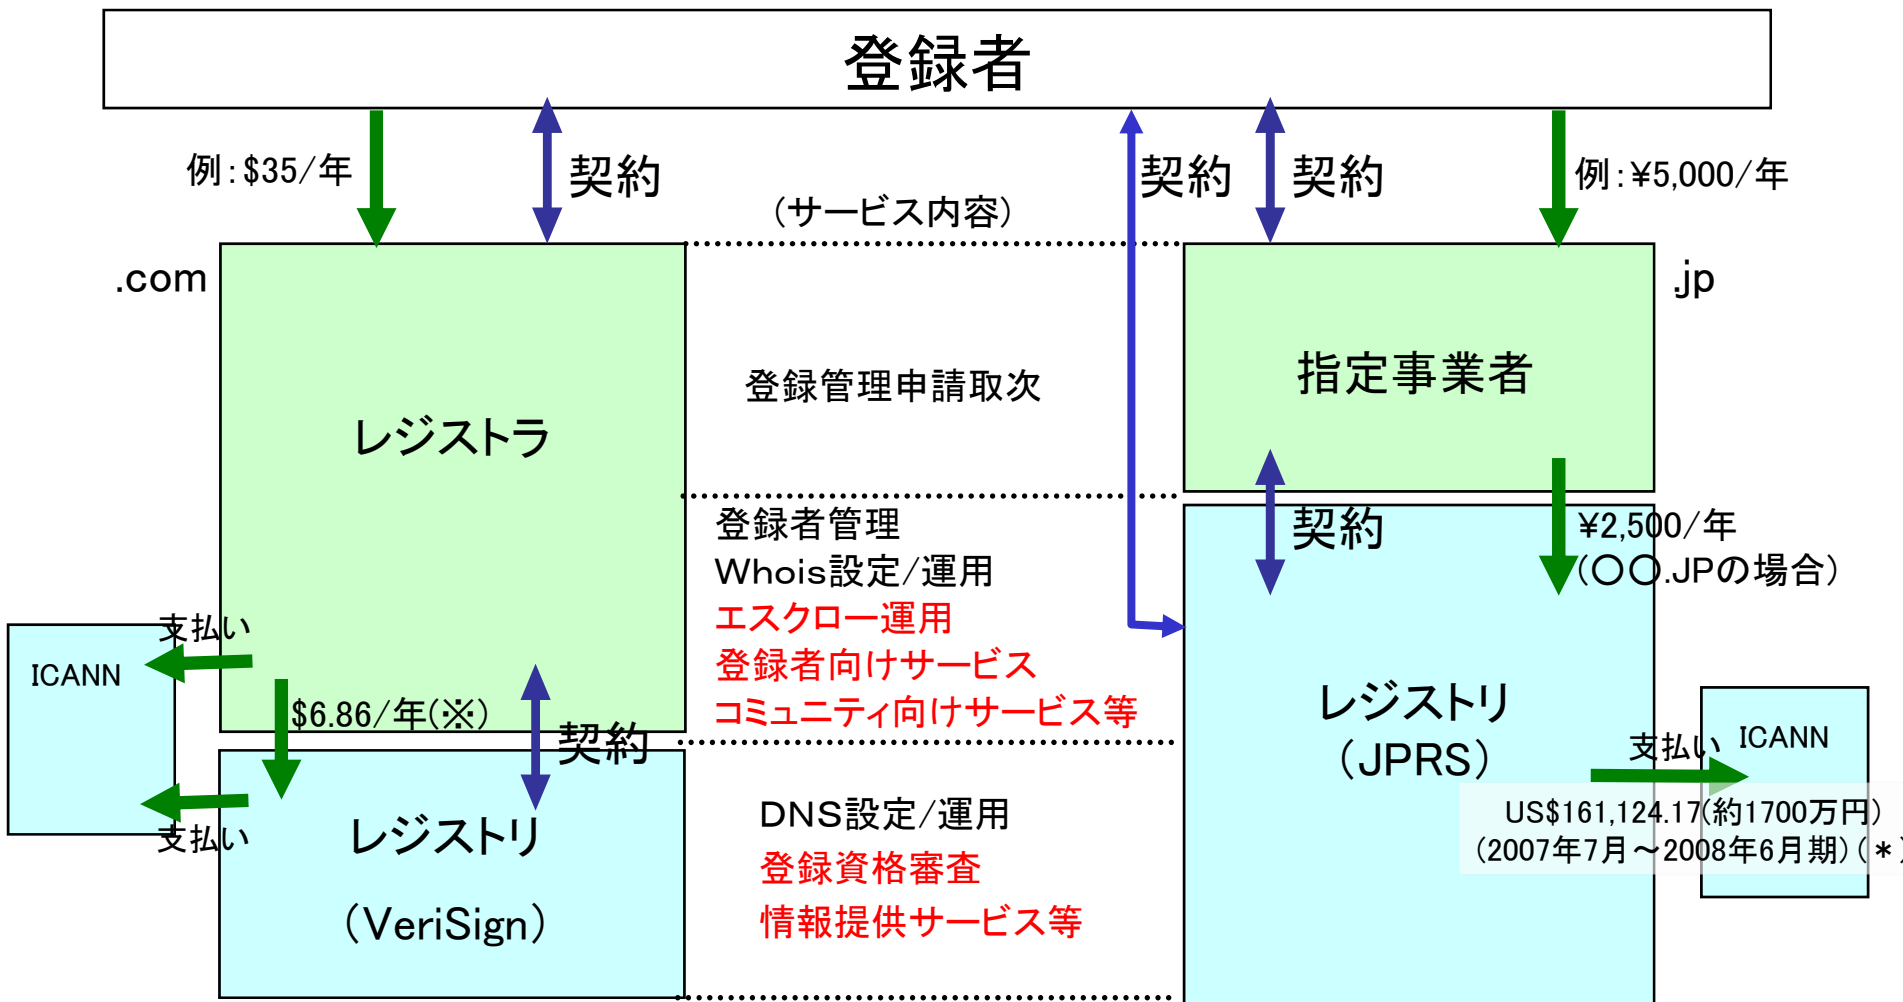 登録者
例:$35/年
契約
契約
契約
例:¥5,000/年
(サービス内容)
.com
.jp
レジストラ
登録管理申請取次
指定事業者
登録者管理
Whois設定/運用
エスクロー運用
登録者向けサービス
コミュニティ向けサービス等
契約
¥2,500/年
(〇〇.JPの場合)
支払い
ICANN
$6.86/年(※)
契約
支払い
レジストリ
(VeriSign)
DNS設定/運用
登録資格審査
情報提供サービス等
レジストリ
(JPRS)
支払い
ICANN
US$161,124.17(約1700万円)
(2007年7月～2008年6月期)(*)